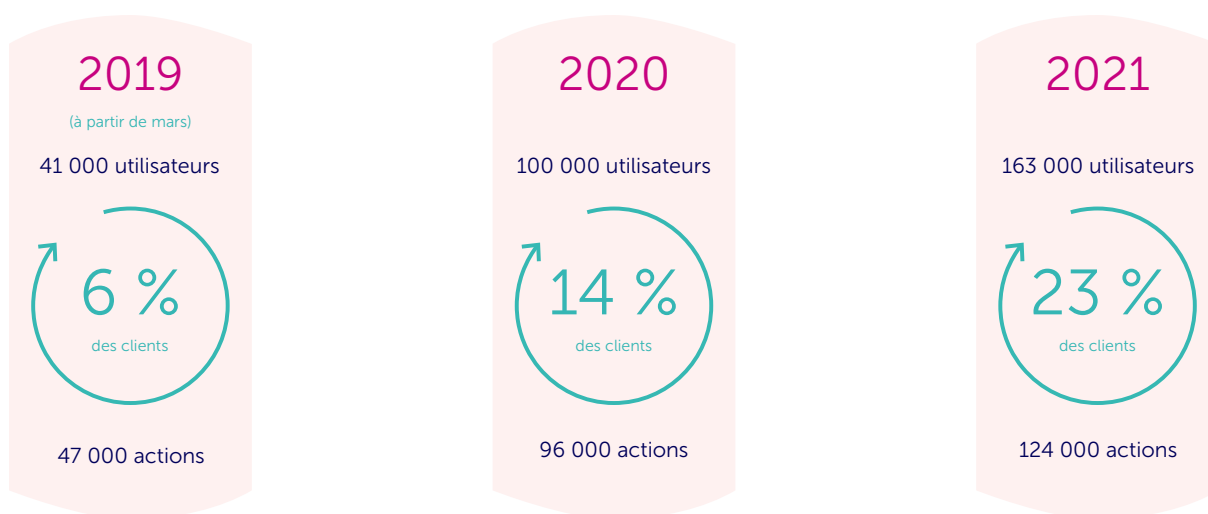 2019
(à partir de mars)
41 000 utilisateurs
6 %
des clients
47 000 actions
2020
100 000 utilisateurs
14 %
des clients
96 000 actions
2021
163 000 utilisateurs
23 %
des clients
124 000 actions